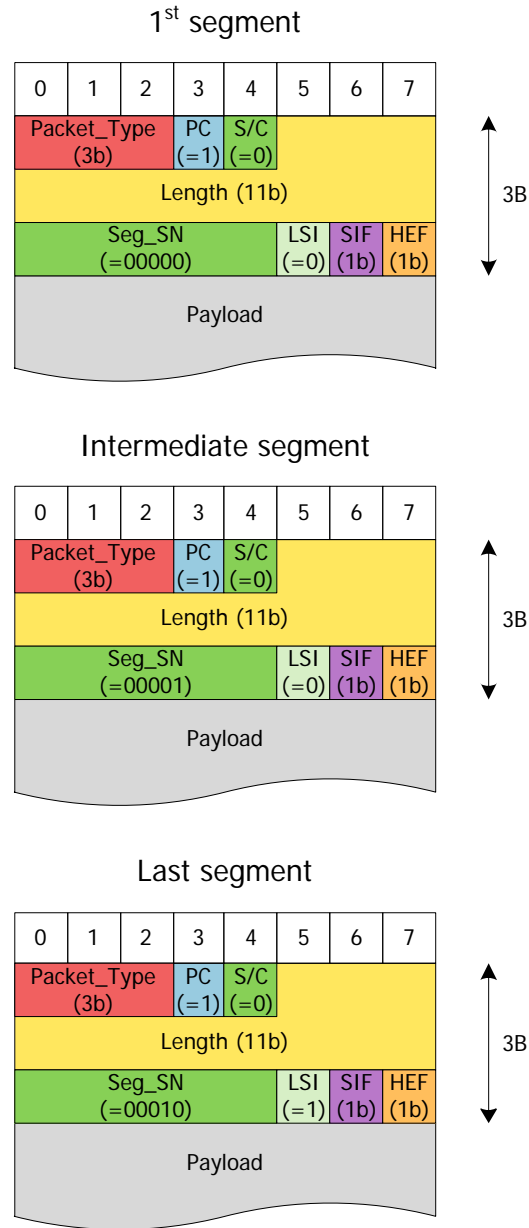 1st segment
0 1 2 3 4 5 6 7
Packet_Type PC S/C
(3b) (=1) (=0)
Length (11b)
3B
Seg_SN LSI SIF HEF
(=00000) (=0) (1b) (1b)
Payload
Intermediate segment
0 1 2 3 4 5 6 7
Packet_Type PC S/C
(3b) (=1) (=0)
Length (11b)
3B
Seg_SN LSI SIF HEF
(=00001) (=0) (1b) (1b)
Payload
Last segment
0 1 2 3 4 5 6 7
Packet_Type PC S/C
(3b) (=1) (=0)
Length (11b)
3B
Seg_SN LSI SIF HEF
(=00010) (=1) (1b) (1b)
Payload